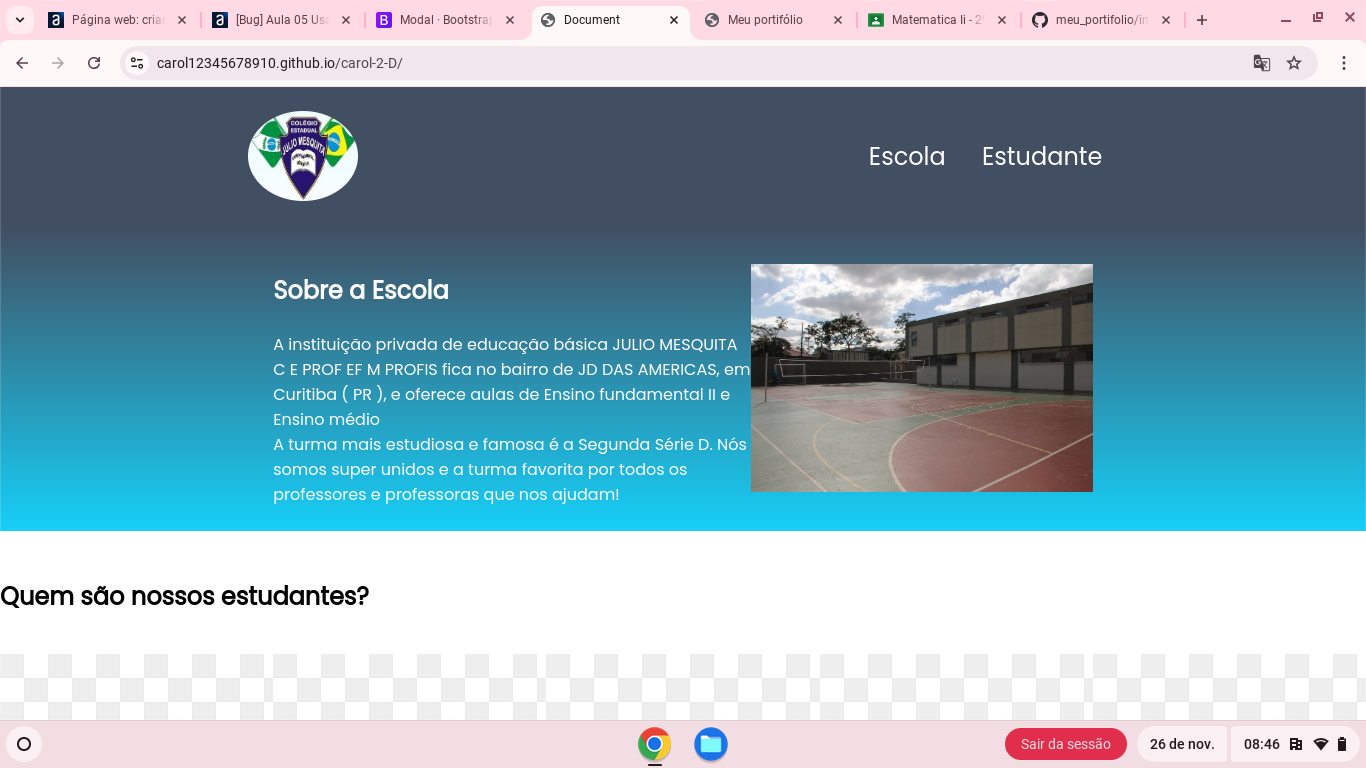 Página web: cria
[Bug] Aula 05 Us
Modal · Bootstrap
Document
Meu portifólio
Matematica Ii - 2
meu_portifolio/in
carol12345678910.github.io/carol-2-D/
COLÉGIO
ESTADUAL
JULIO MESQUITA
Escola Estudante
Sobre a Escola
A instituição privada de educação básica JULIO MESQUITA
C E PROF EF M PROFIS fica no bairro de JD DAS AMERICAS, em
Curitiba ( PR ), e oferece aulas de Ensino fundamental II e
Ensino médio
A turma mais estudiosa e famosa é a Segunda Série D. Nós
somos super unidos e a turma favorita por todos os
professores e professoras que nos ajudam!
Quem são nossos estudantes?
Sair da sessão
26 de nov.
08:46